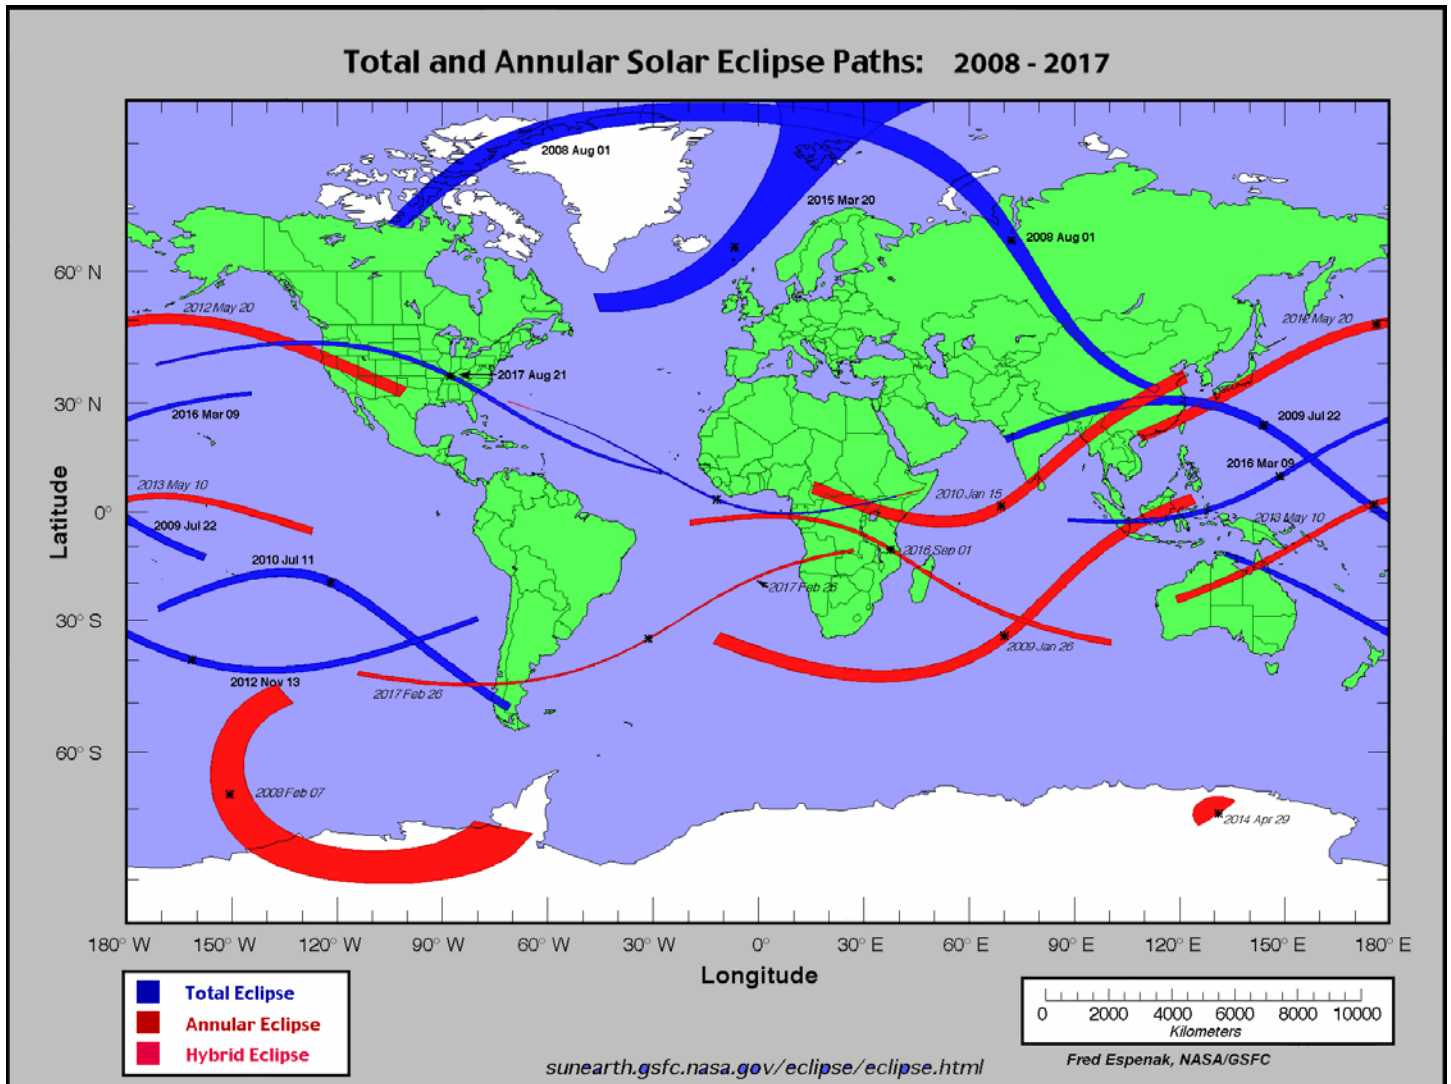 Total and Annular Solar Eclipse Paths: 2008 - 2017
2008 Aug 01
2015 Mar 20
2008 Aug 01
60° N
2012 May 20
2012 May 20
2017 Aug 21
30° N
2016 Mar 09
2009 Jul 22
2016 Mar 09
2013 May 10
2010 Jan 15
0°
2009 Jul 22
2013 May 10
2010 Jul 11
2016 Sep 01
2017 Feb 26
30° S
2009 Jan 26
2012 Nov 13
2017 Feb 26
60° S
2008 Feb 07
2014 Apr 29
Latitude
180° W 150° W 120° W 90° W 60° W 30° W 0° 30° E 60° E 90° E 120° E 150° E 180° E
Longitude
Total Eclipse
Annular Eclipse
Hybrid Eclipse
0 2000 4000 6000 8000 10000
Kilometers
Fred Espenak, NASA/GSFC
sunearth.gsfc.nasa.gov/eclipse/eclipse.html